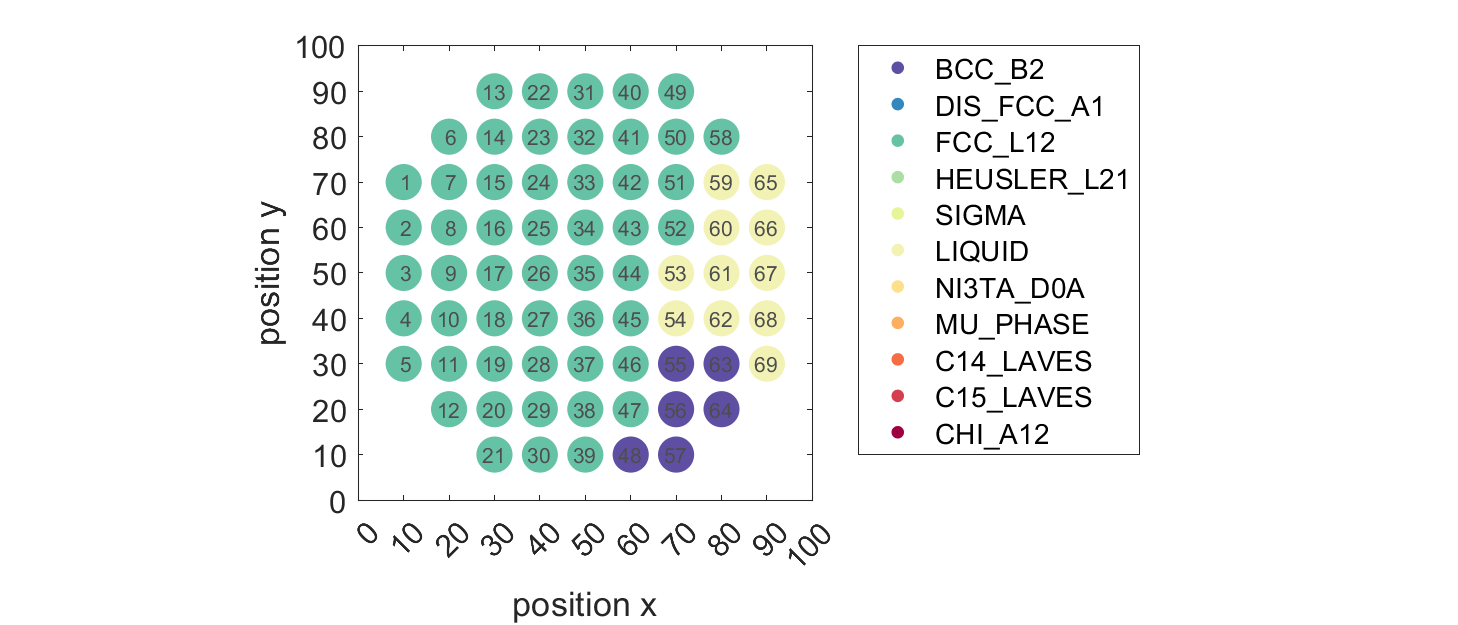 100
90
80
70
60
50
40
30
20
10
0
position y
13 22 31 40 49
6 14 23 32 41 50 58
1 7 15 24 33 42 51 59 65
2 8 16 25 34 43 52 60 66
3 9 17 26 35 44 53 61 67
4 10 18 27 36 45 54 62 68
5 11 19 28 37 46 55 63 69
12 20 29 38 47 56 64
21 30 39 48 57
0 10 20 30 40 50 60 70 80 90 100
position x
BCC_B2
DIS_FCC_A1
FCC_L12
HEUSLER_L21
SIGMA
LIQUID
NI3TA_D0A
MU_PHASE
C14_LAVES
C15_LAVES
CHI_A12